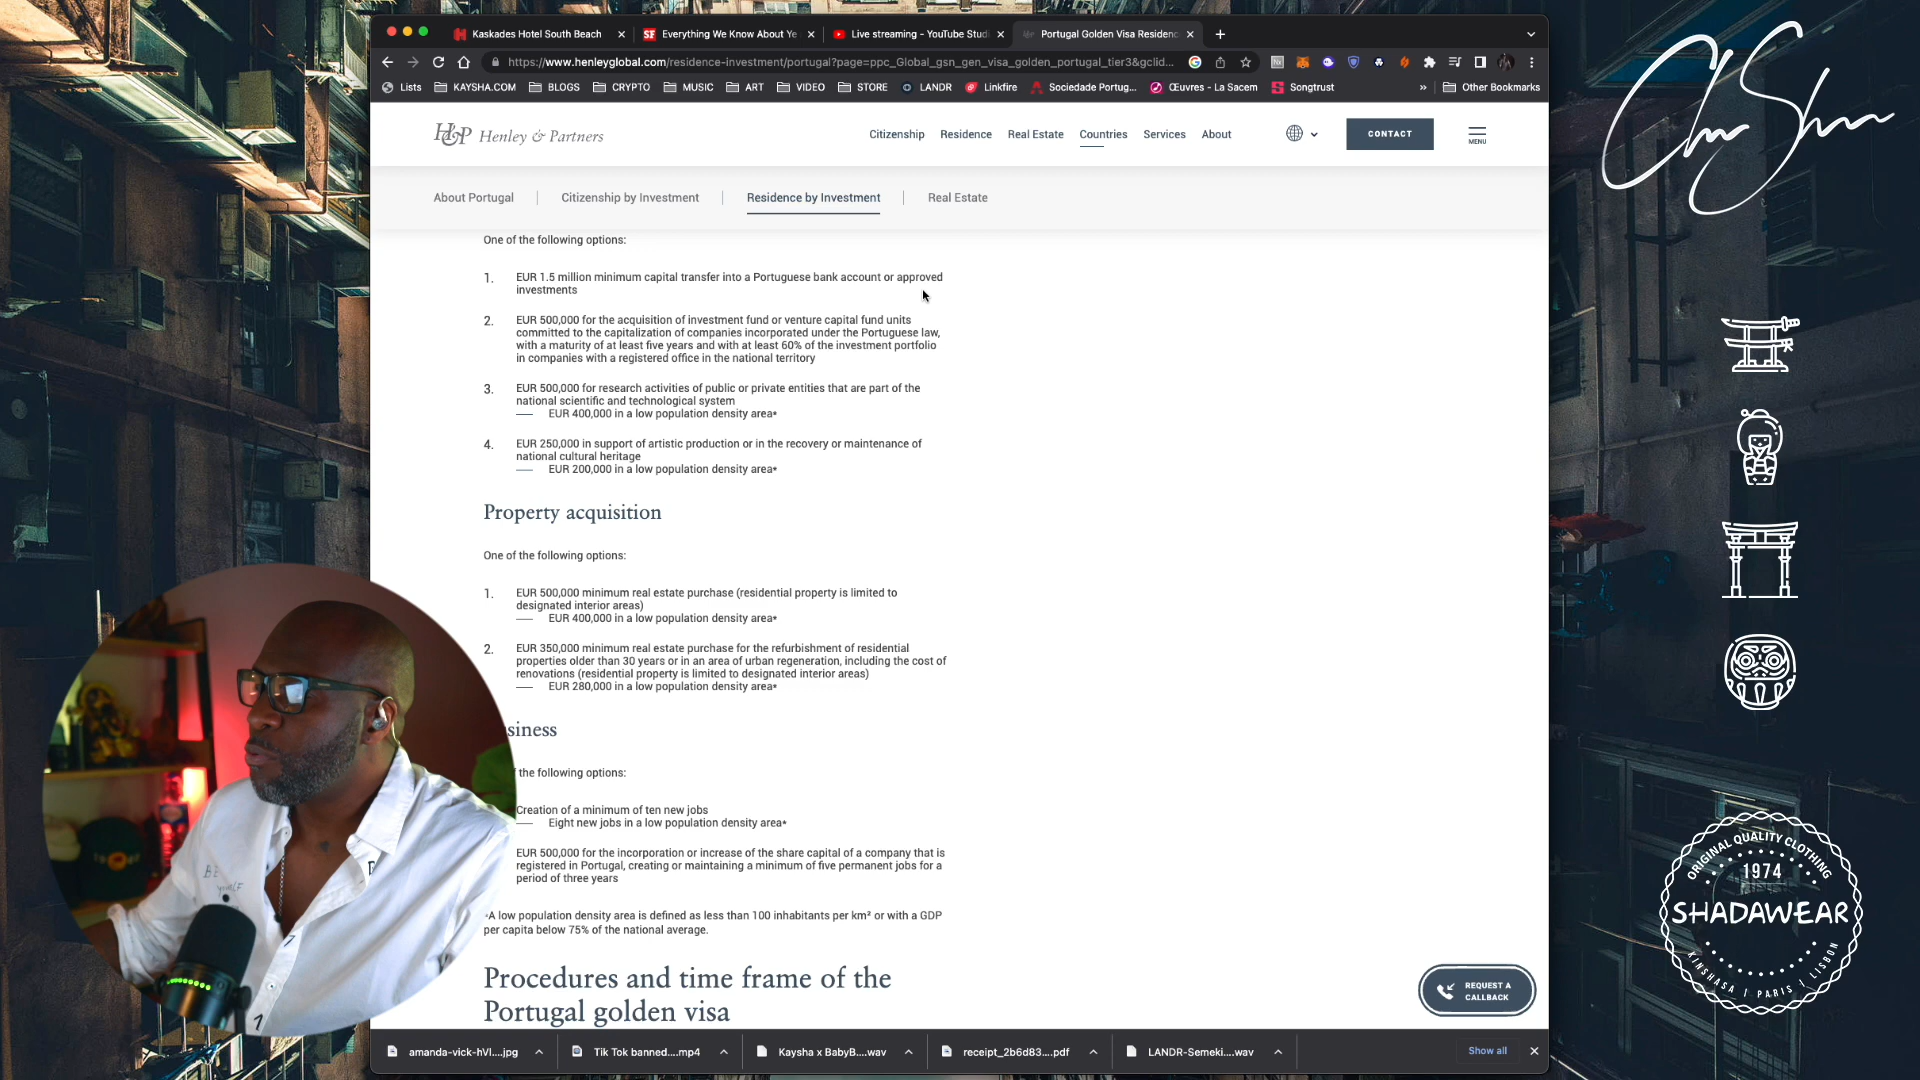 Kaskades Hotel South Beach
Everything We Know About Ye
Live streaming - YouTube Stud
Portugal Golden Visa Residenc
https://www.henleyglobal.com/residence-investment/portugal?page=ppc_Global_gsn_gen_visa_golden_portugal_tier3&gclid...
Lists KAYSHA.COM BLOGS CRYPTO MUSIC ART VIDEO STORE LANDR Linkfire Sociedade Portug... Œuvres - La Sacem Songtrust » Other Bookmarks
H&P Henley & Partners
Citizenship Residence Real Estate Countries Services About
CONTACT
MENU
About Portugal Citizenship by Investment Residence by Investment Real Estate
One of the following options:
1. EUR 1.5 million minimum capital transfer into a Portuguese bank account or approved
investments
2. EUR 500,000 for the acquisition of investment fund or venture capital fund units
committed to the capitalization of companies incorporated under the Portuguese law,
with a maturity of at least five years and with at least 60% of the investment portfolio
in companies with a registered office in the national territory
3. EUR 500,000 for research activities of public or private entities that are part of the
national scientific and technological system
— EUR 400,000 in a low population density area*
4. EUR 250,000 in support of artistic production or in the recovery or maintenance of
national cultural heritage
— EUR 200,000 in a low population density area*
Property acquisition
One of the following options:
1. EUR 500,000 minimum real estate purchase (residential property is limited to
designated interior areas)
— EUR 400,000 in a low population density area*
2. EUR 350,000 minimum real estate purchase for the refurbishment of residential
properties older than 30 years or in an area of urban regeneration, including the cost of
renovations (residential property is limited to designated interior areas)
— EUR 280,000 in a low population density area*
siness
the following options:
Creation of a minimum of ten new jobs
— Eight new jobs in a low population density area*
EUR 500,000 for the incorporation or increase of the share capital of a company that is
registered in Portugal, creating or maintaining a minimum of five permanent jobs for a
period of three years
*A low population density area is defined as less than 100 inhabitants per km² or with a GDP
per capita below 75% of the national average.
Procedures and time frame of the
Portugal golden visa
REQUEST A
CALLBACK
amanda-vick-hVl....jpg
Tik Tok banned....mp4
Kaysha x BabyB....wav
receipt_2b6d83....pdf
LANDR-Semeki....wav
Show all
ORIGINAL QUALITY CLOTHING
1974
SHADAWEAR
KINSHASA | PARIS | LISBON